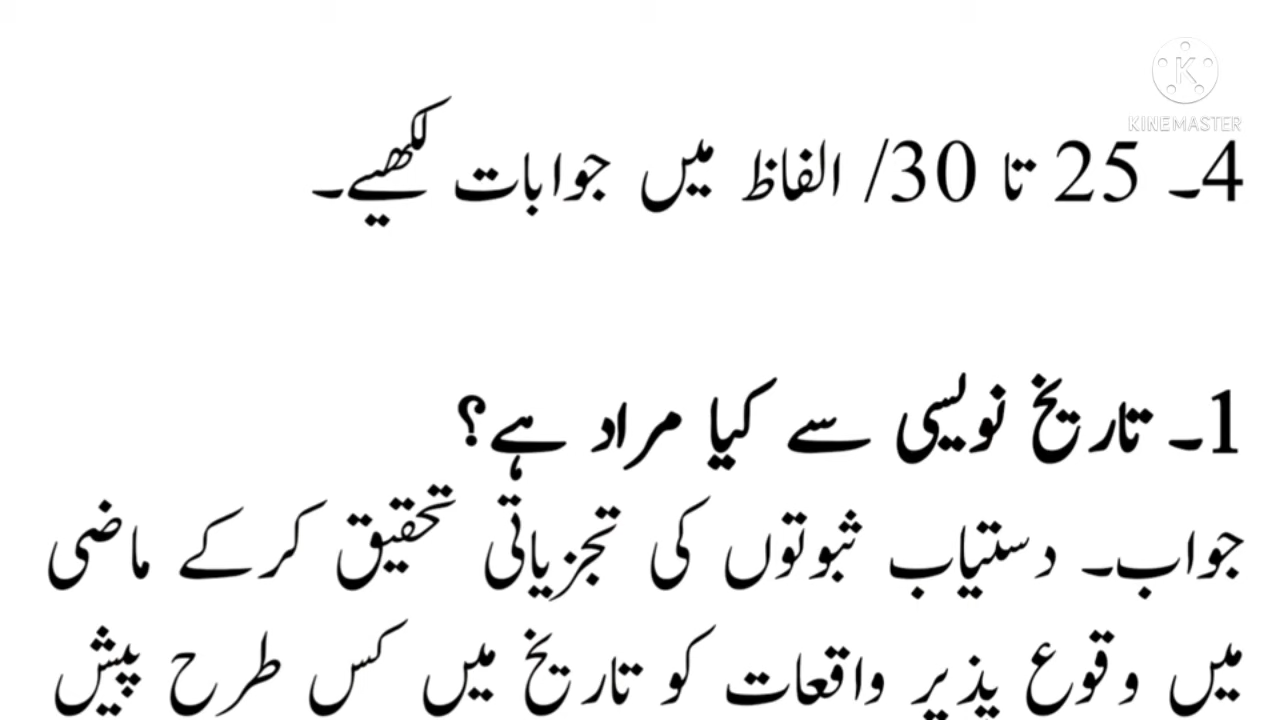 KINEMASTER
4۔ 25 تا 30/ الفاظ میں جوابات لکھیے۔
1۔ تاریخ نویسی سے کیا مراد ہے؟
جواب۔ دستیاب ثبوتوں کی تجزیاتی تحقیق کرکے ماضی
میں وقوع پذیر واقعات کو تاریخ میں کس طرح پیش